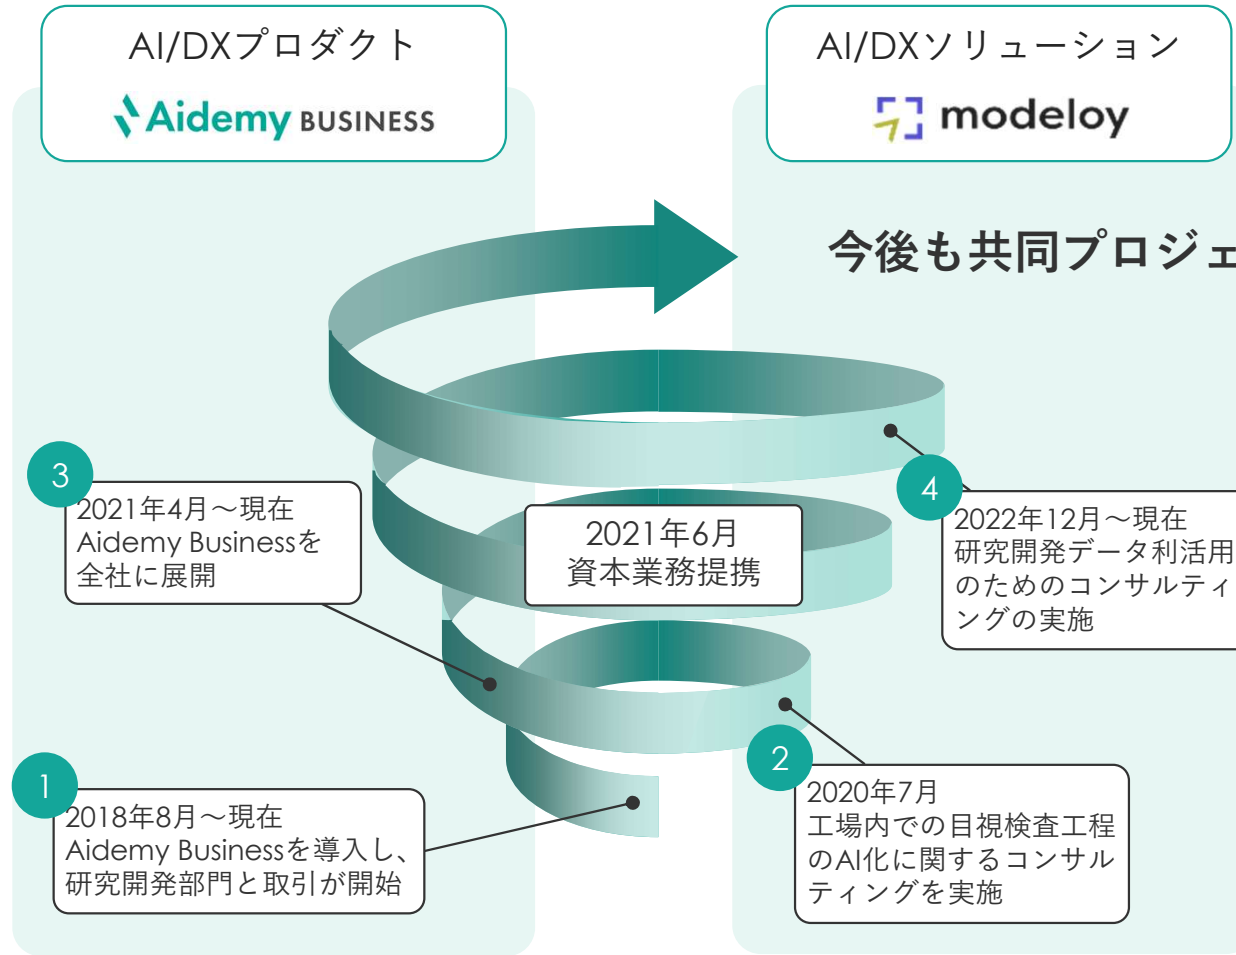 AI/DXプロダクト
Aidemy BUSINESS
AI/DXソリューション
modeloy
今後も共同プロジェ
3
2021年4月～現在
Aidemy Businessを
全社に展開
2021年6月
資本業務提携
4
2022年12月～現在
研究開発データ利活用
のためのコンサルティ
ングの実施
1
2018年8月～現在
Aidemy Businessを導入し、
研究開発部門と取引が開始
2
2020年7月
工場内での目視検査工程
のAI化に関するコンサル
ティングを実施